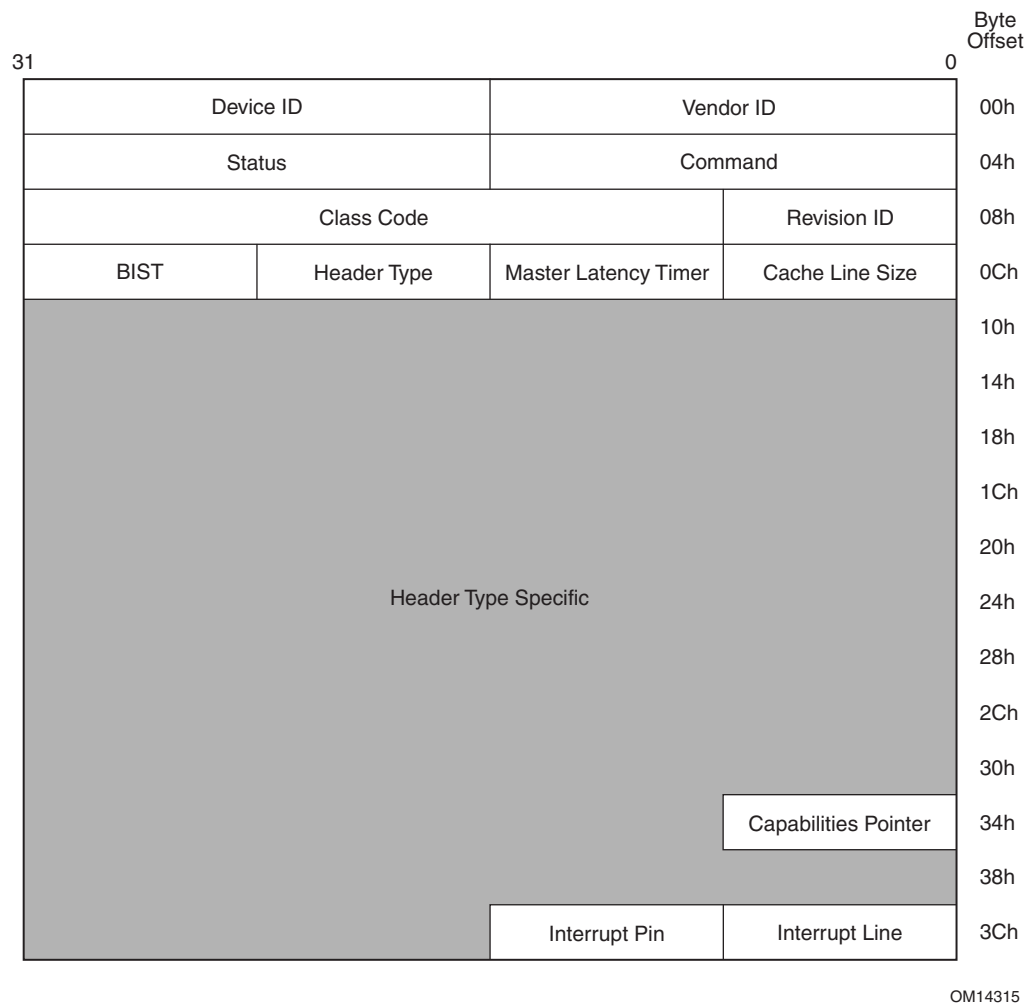 Byte
Offset
31
0
Device ID
Vendor ID
00h
Status
Command
04h
Class Code
Revision ID
08h
BIST
Header Type
Master Latency Timer
Cache Line Size
0Ch
10h
14h
18h
1Ch
20h
Header Type Specific
24h
28h
2Ch
30h
Capabilities Pointer
34h
38h
Interrupt Pin
Interrupt Line
3Ch
OM14315